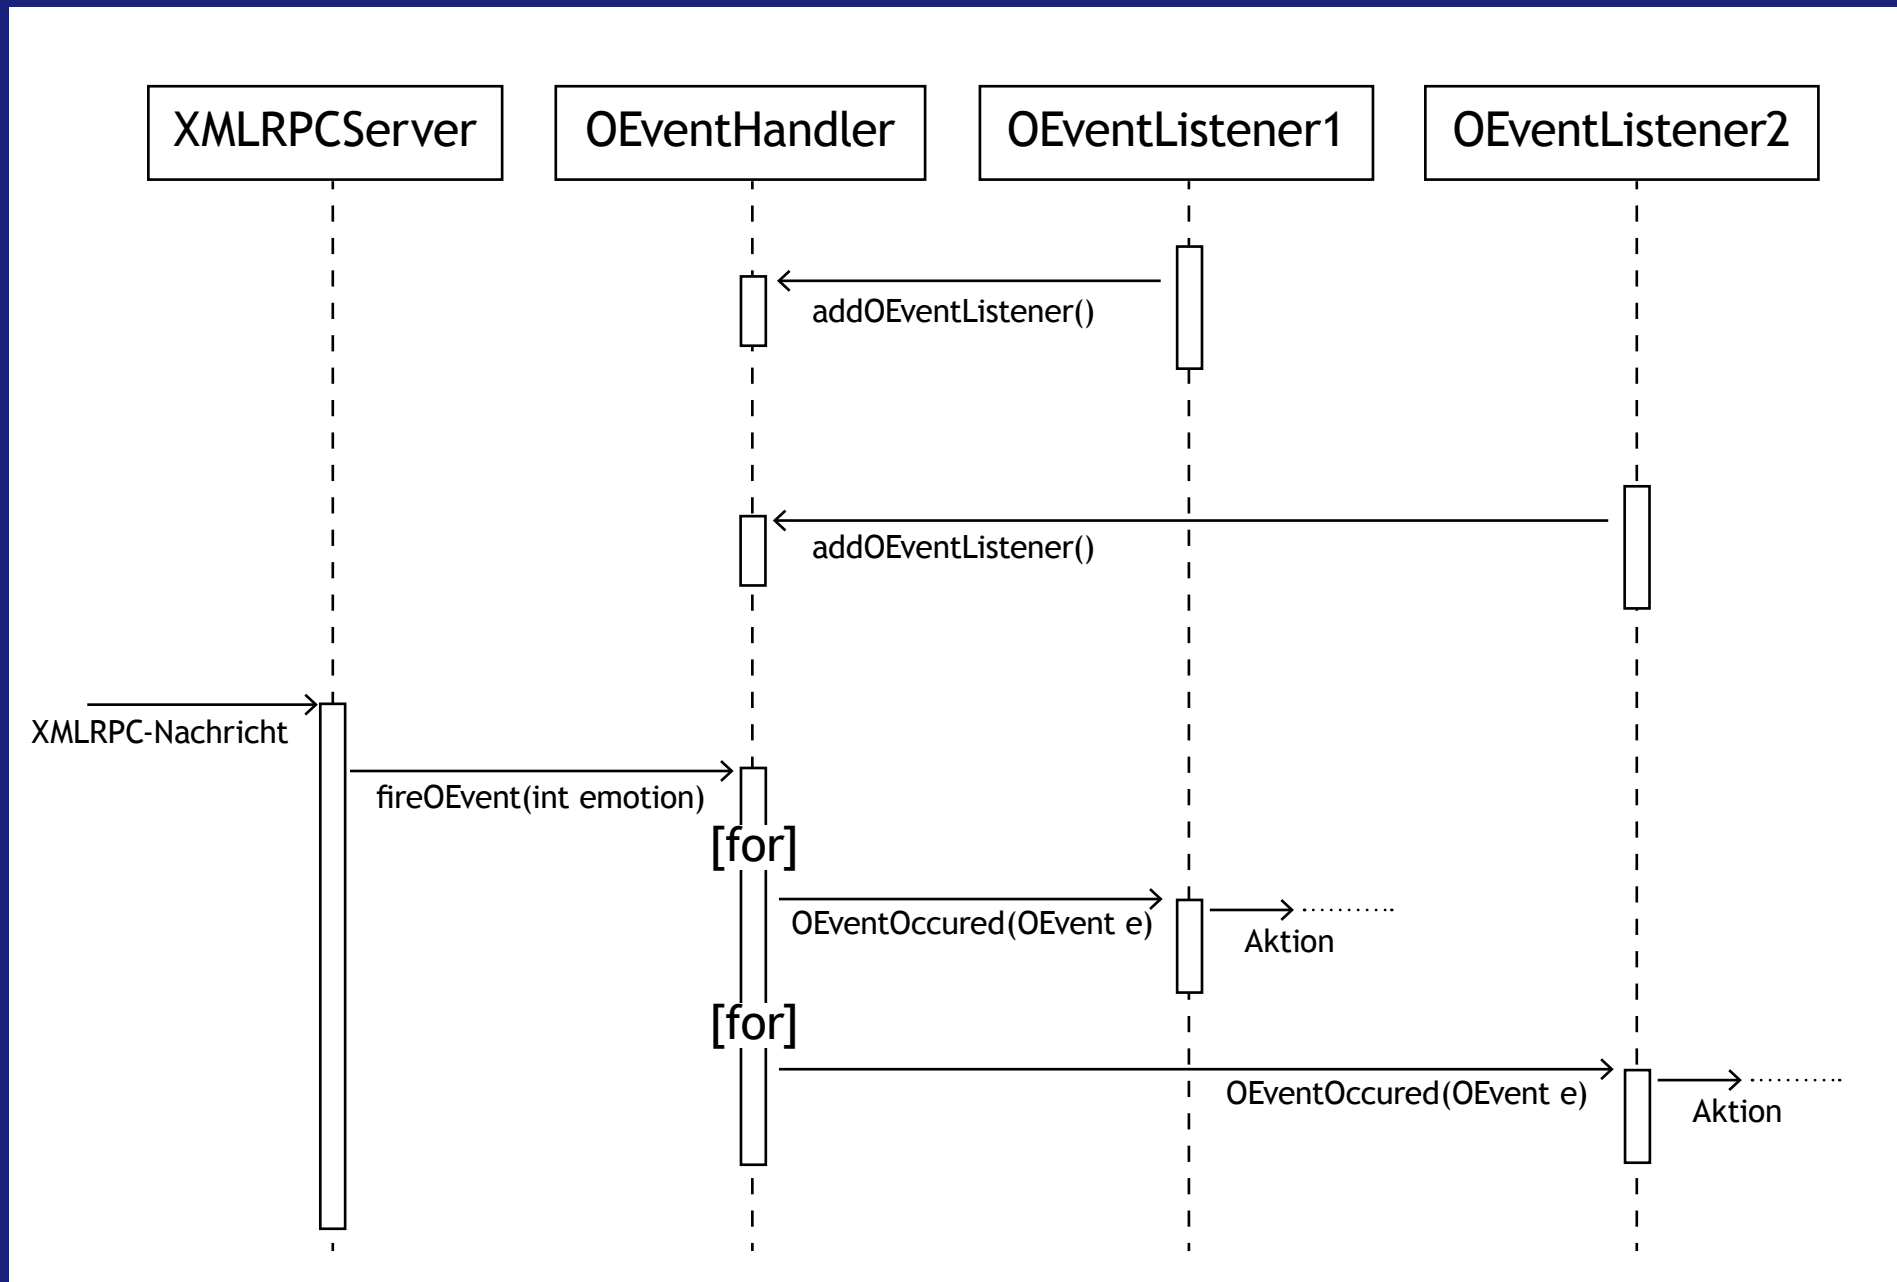 XMLRPCServer
OEventHandler
OEventListener1
OEventListener2
addOEventListener()
addOEventListener()
XMLRPC-Nachricht
fireOEvent(int emotion)
[for]
OEventOccured(OEvent e)
Aktion
[for]
OEventOccured(OEvent e)
Aktion